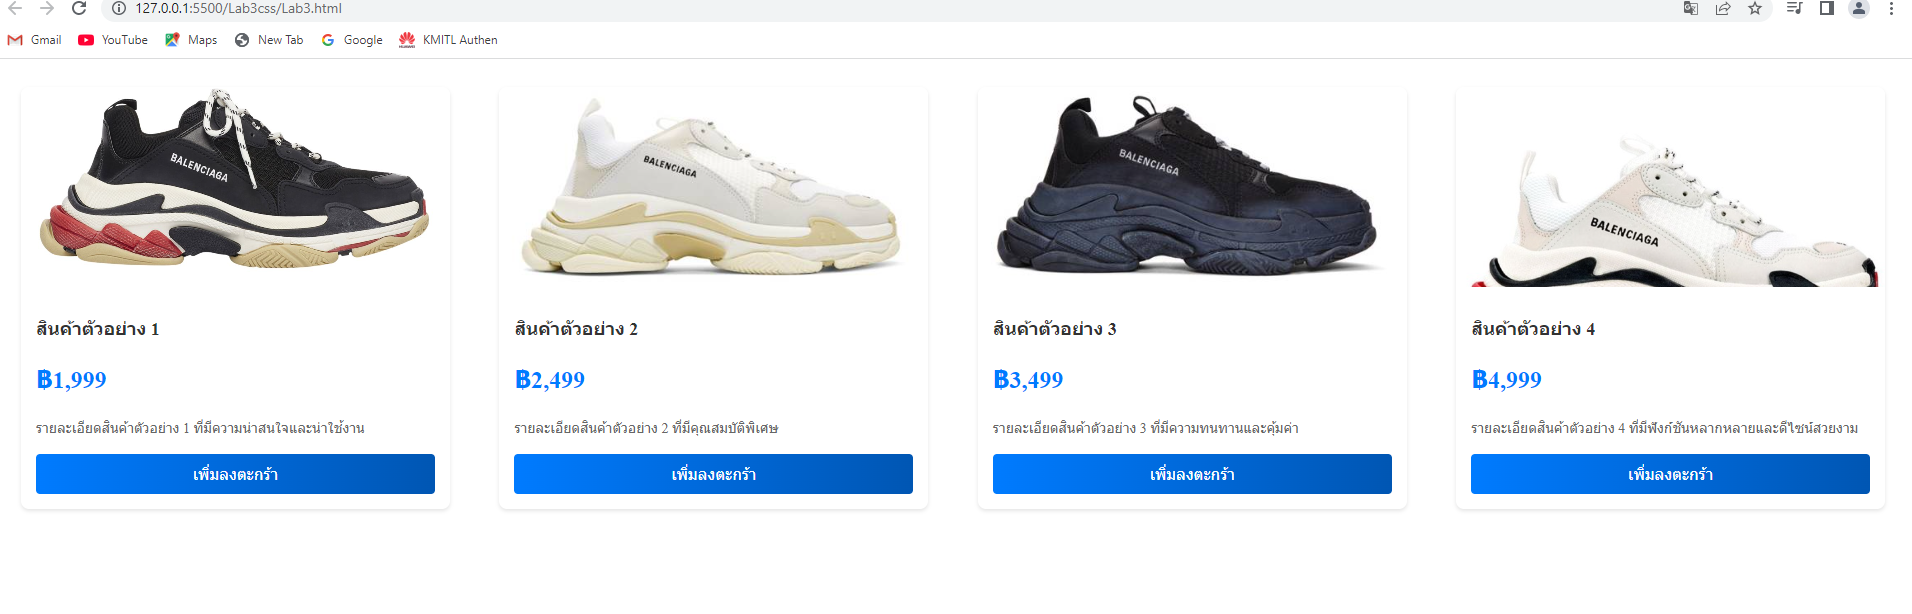 127.0.0.1:5500/Lab3css/Lab3.html
Gmail YouTube Maps New Tab Google HUAWEI KMITL Authen
BALENCIAGA BALENCIAGA BALENCIAGA BALENCIAGA
สินค้าตัวอย่าง 1 สินค้าตัวอย่าง 2 สินค้าตัวอย่าง 3 สินค้าตัวอย่าง 4
฿1,999 ฿2,499 ฿3,499 ฿4,999
รายละเอียดสินค้าตัวอย่าง 1 ที่มีความน่าสนใจและน่าใช้งาน รายละเอียดสินค้าตัวอย่าง 2 ที่มีคุณสมบัติพิเศษ รายละเอียดสินค้าตัวอย่าง 3 ที่มีความทนทานและคุ้มค่า รายละเอียดสินค้าตัวอย่าง 4 ที่มีฟังก์ชันหลากหลายและดีไซน์สวยงาม
เพิ่มลงตะกร้า เพิ่มลงตะกร้า เพิ่มลงตะกร้า เพิ่มลงตะกร้า